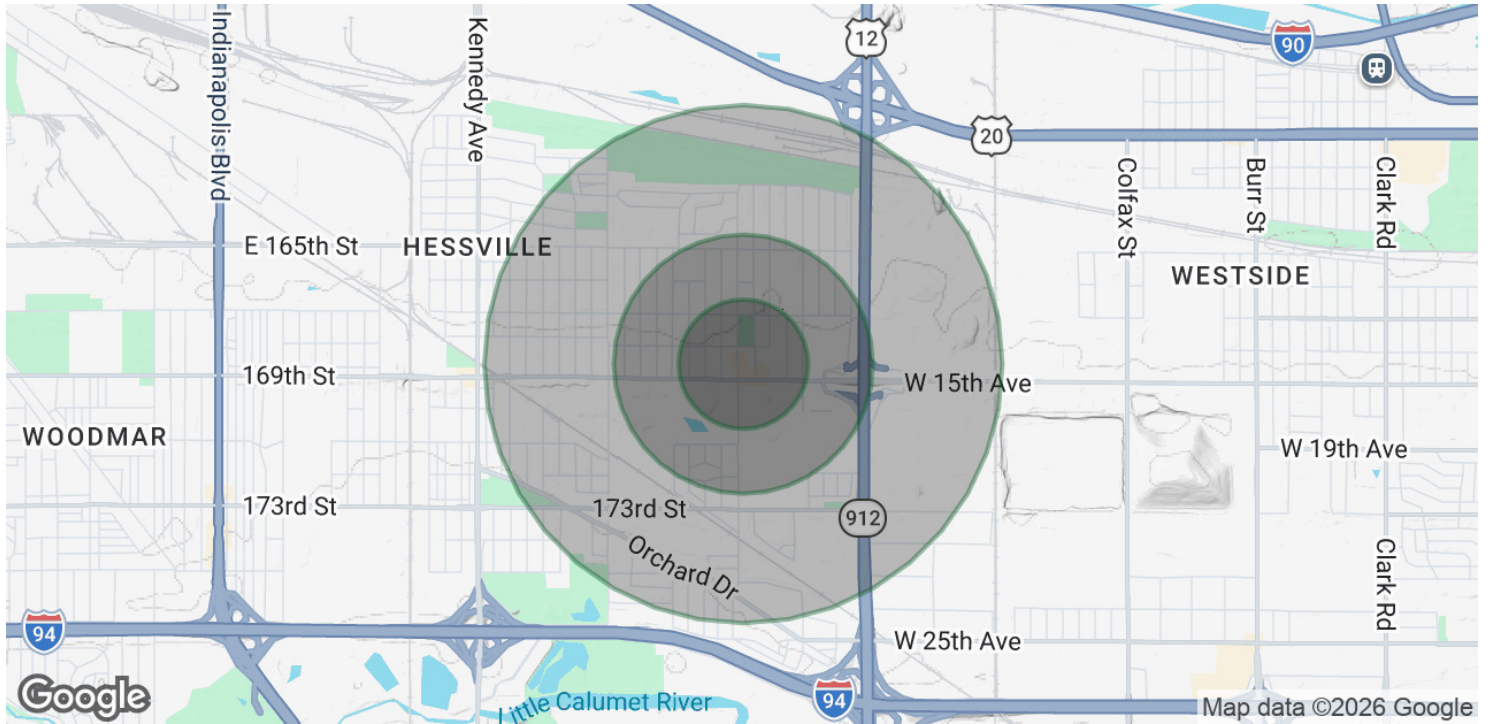 Indianapolis Blvd
Kennedy Ave
12
90
20
Colfax St
Burr St
Clark Rd
E 165th St
HESSVILLE
WESTSIDE
169th St
W 15th Ave
WOODMAR
W 19th Ave
173rd St
173rd St
912
Orchard Dr
Clark Rd
94
W 25th Ave
94
Little Calumet River
Google
Map data ©2026 Google